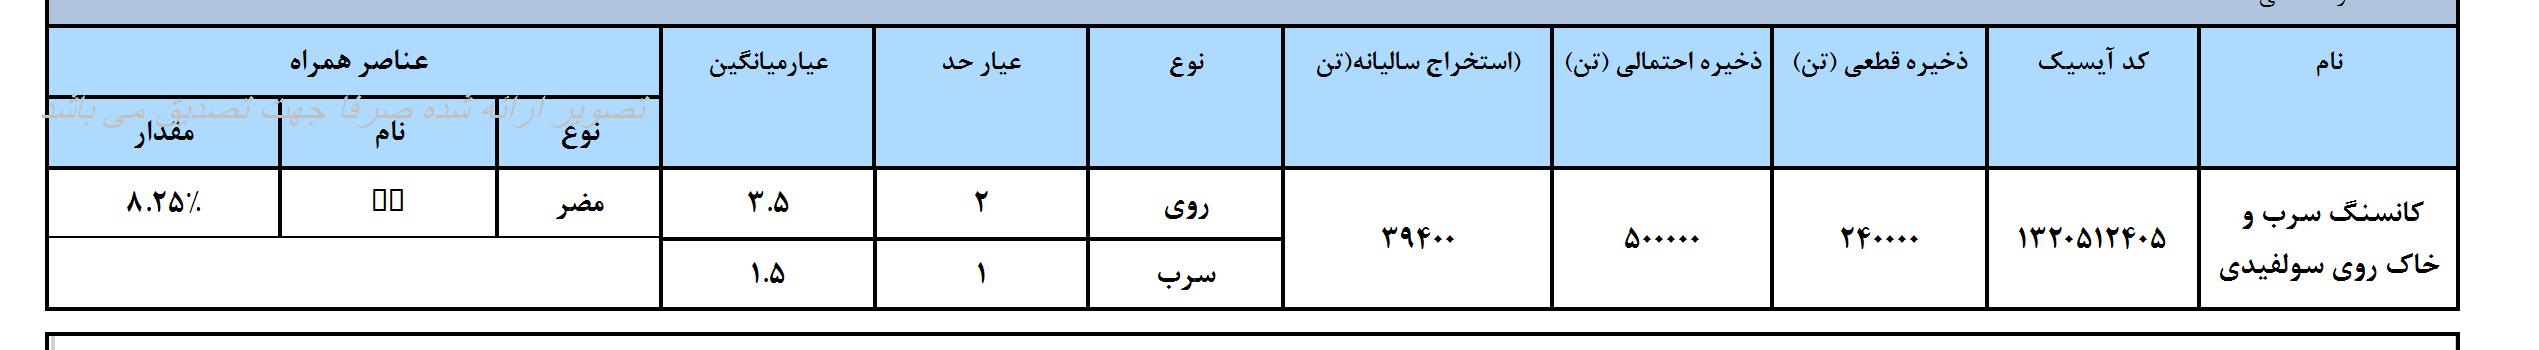 نام
کد آیسیک
ذخیره قطعی (تن)
ذخیره احتمالی (تن)
(استخراج سالیانه(تن
نوع
عیار حد
عیارمیانگین
عناصر همراه
تصویر ارائه شده صرفا جهت تصدیق می باشد
نوع
نام
مقدار
کانسنگ سرب و
خاک روی سولفیدی
۱۳۲۰۵۱۲۴۰۵
۲۴۰۰۰۰
۵۰۰۰۰۰
۳۹۴۰۰
روی
۲
۳.۵
مضر
۸.۲۵٪
سرب
۱
۱.۵